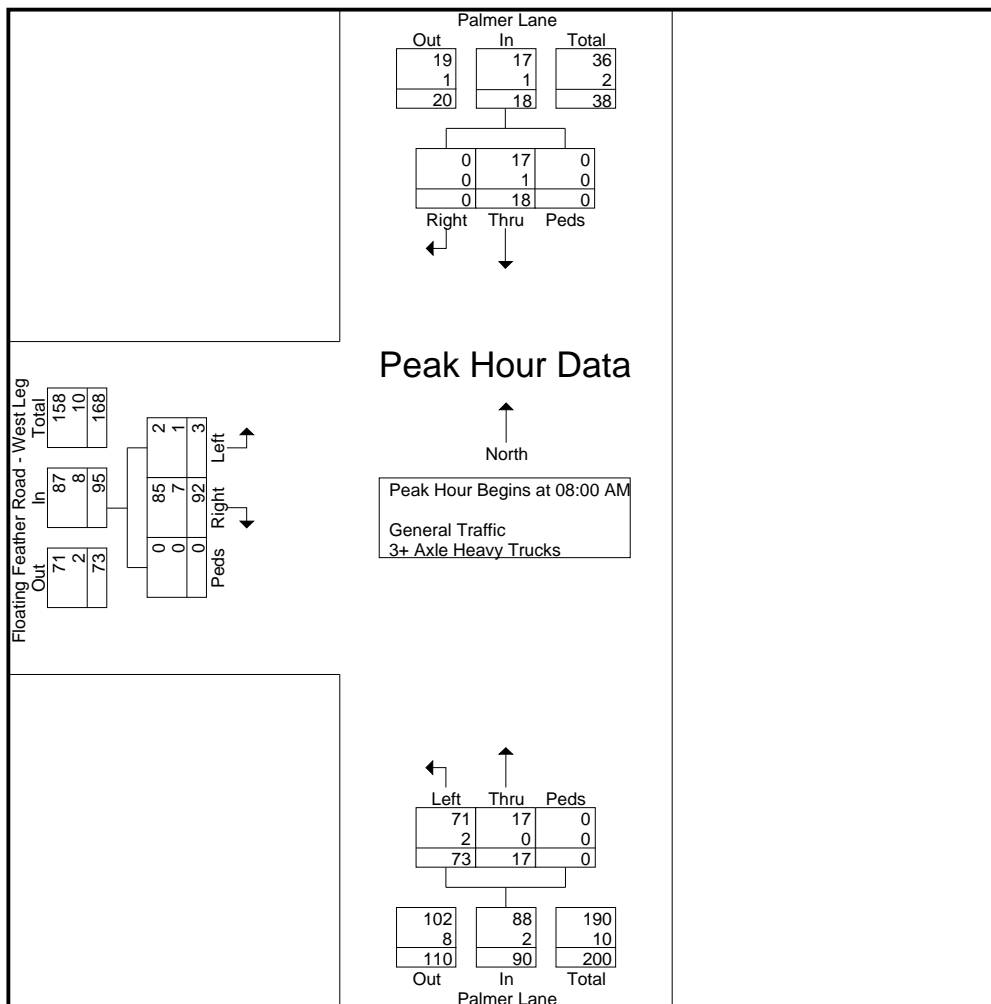 Palmer Lane
Out In Total
19 17 36
1 1 2
20 18 38
0 17 0
0 1 0
0 18 0
Right Thru Peds
Peak Hour Data
North
Peak Hour Begins at 08:00 AM
General Traffic
3+ Axle Heavy Trucks
Floating Feather Road - West Leg
Out In Total
71 87 158
2 8 10
73 95 168
0 85 2
0 7 1
0 92 3
Peds Right Left
Left Thru Peds
71 17 0
2 0 0
73 17 0
102 88 190
8 2 10
110 90 200
Out In Total
Palmer Lane